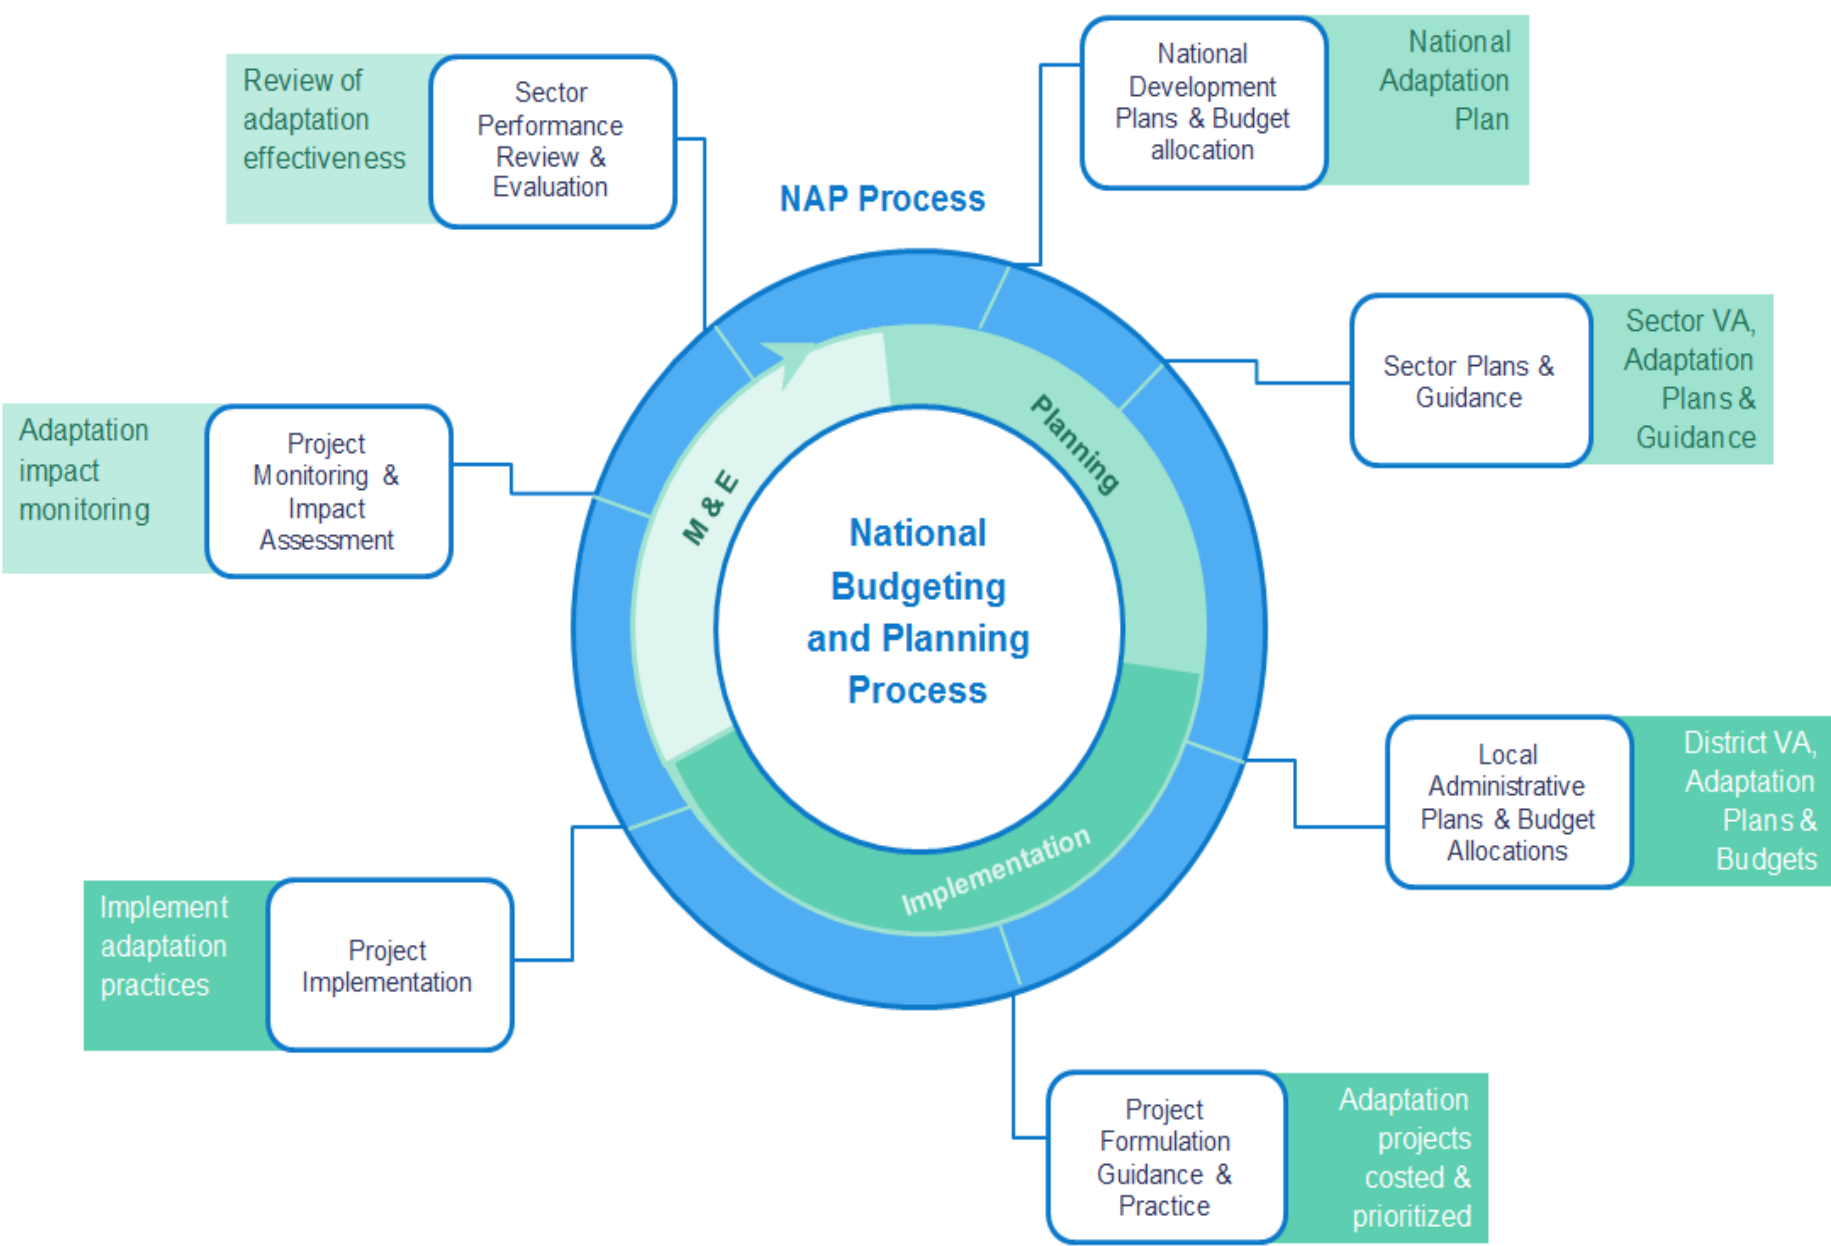 NAP Process
National
Development
Plans & Budget
allocation
National
Adaptation
Plan
Sector Plans &
Guidance
Sector VA,
Adaptation
Plans &
Guidance
Local
Administrative
Plans & Budget
Allocations
District VA,
Adaptation
Plans &
Budgets
Project
Formulation
Guidance &
Practice
Adaptation
projects
costed &
prioritized
Implement
adaptation
practices
Project
Implementation
Adaptation
impact
monitoring
Project
Monitoring &
Impact
Assessment
Review of
adaptation
effectiveness
Sector
Performance
Review &
Evaluation
Planning
Implementation
M & E
National
Budgeting
and Planning
Process